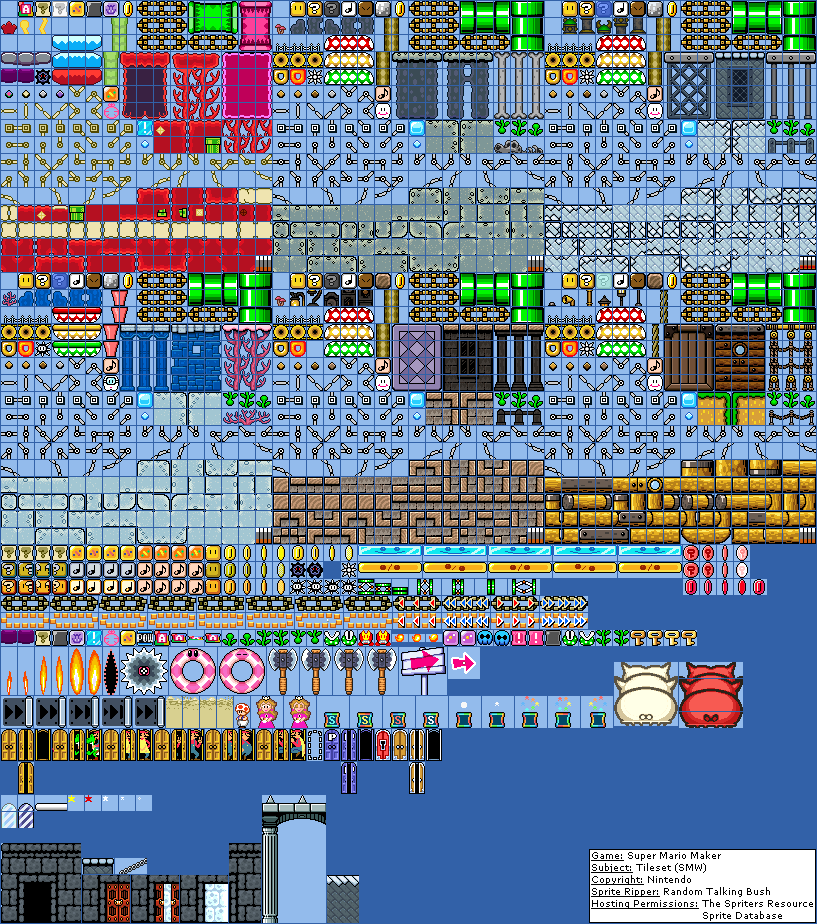 POW
P
S S S S
Game: Super Mario Maker
Subject: Tileset (SMW)
Copyright: Nintendo
Sprite Ripper: Random Talking Bush
Hosting Permissions: The Spriters Resource
Sprite Database